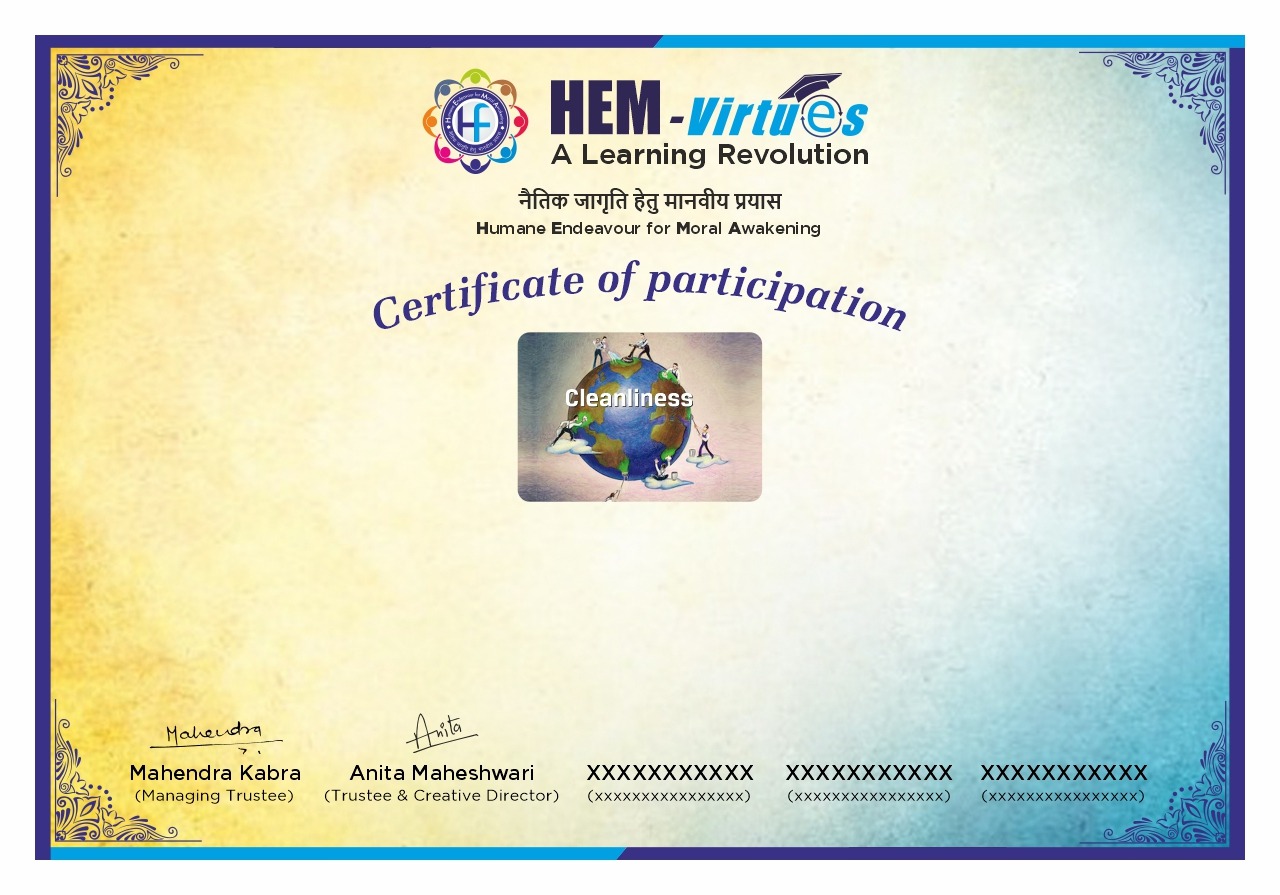 HEM -Virtues
A Learning Revolution
नैतिक जागृति हेतु मानवीय प्रयास
Humane Endeavour for Moral Awakening
Certificate of participation
Cleanliness
Mahendra
Anita
Mahendra Kabra
(Managing Trustee)
Anita Maheshwari
(Trustee & Creative Director)
XXXXXXXXXXX
(xxxxxxxxxxxxxxxx)
XXXXXXXXXXX
(xxxxxxxxxxxxxxxx)
XXXXXXXXXXX
(xxxxxxxxxxxxxxxx)